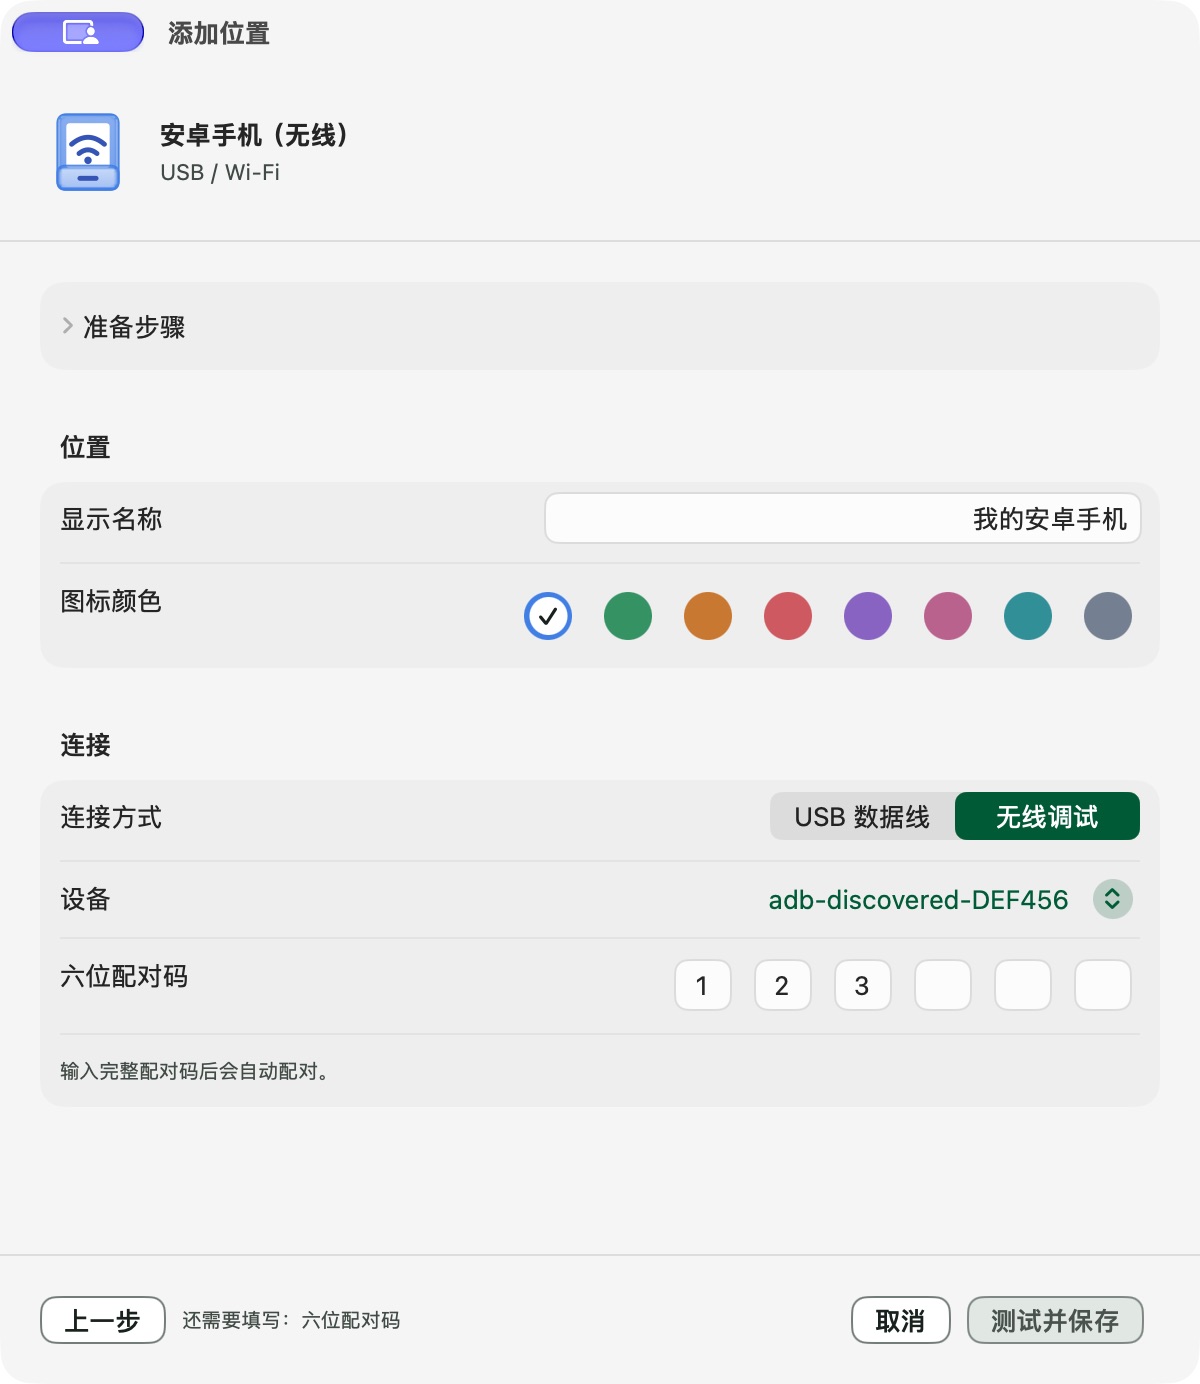 添加位置
安卓手机（无线）
USB / Wi-Fi
准备步骤
位置
显示名称 我的安卓手机
图标颜色
连接
连接方式 USB 数据线 无线调试
设备 adb-discovered-DEF456
六位配对码 1 2 3
输入完整配对码后会自动配对。
上一步 还需要填写：六位配对码 取消 测试并保存